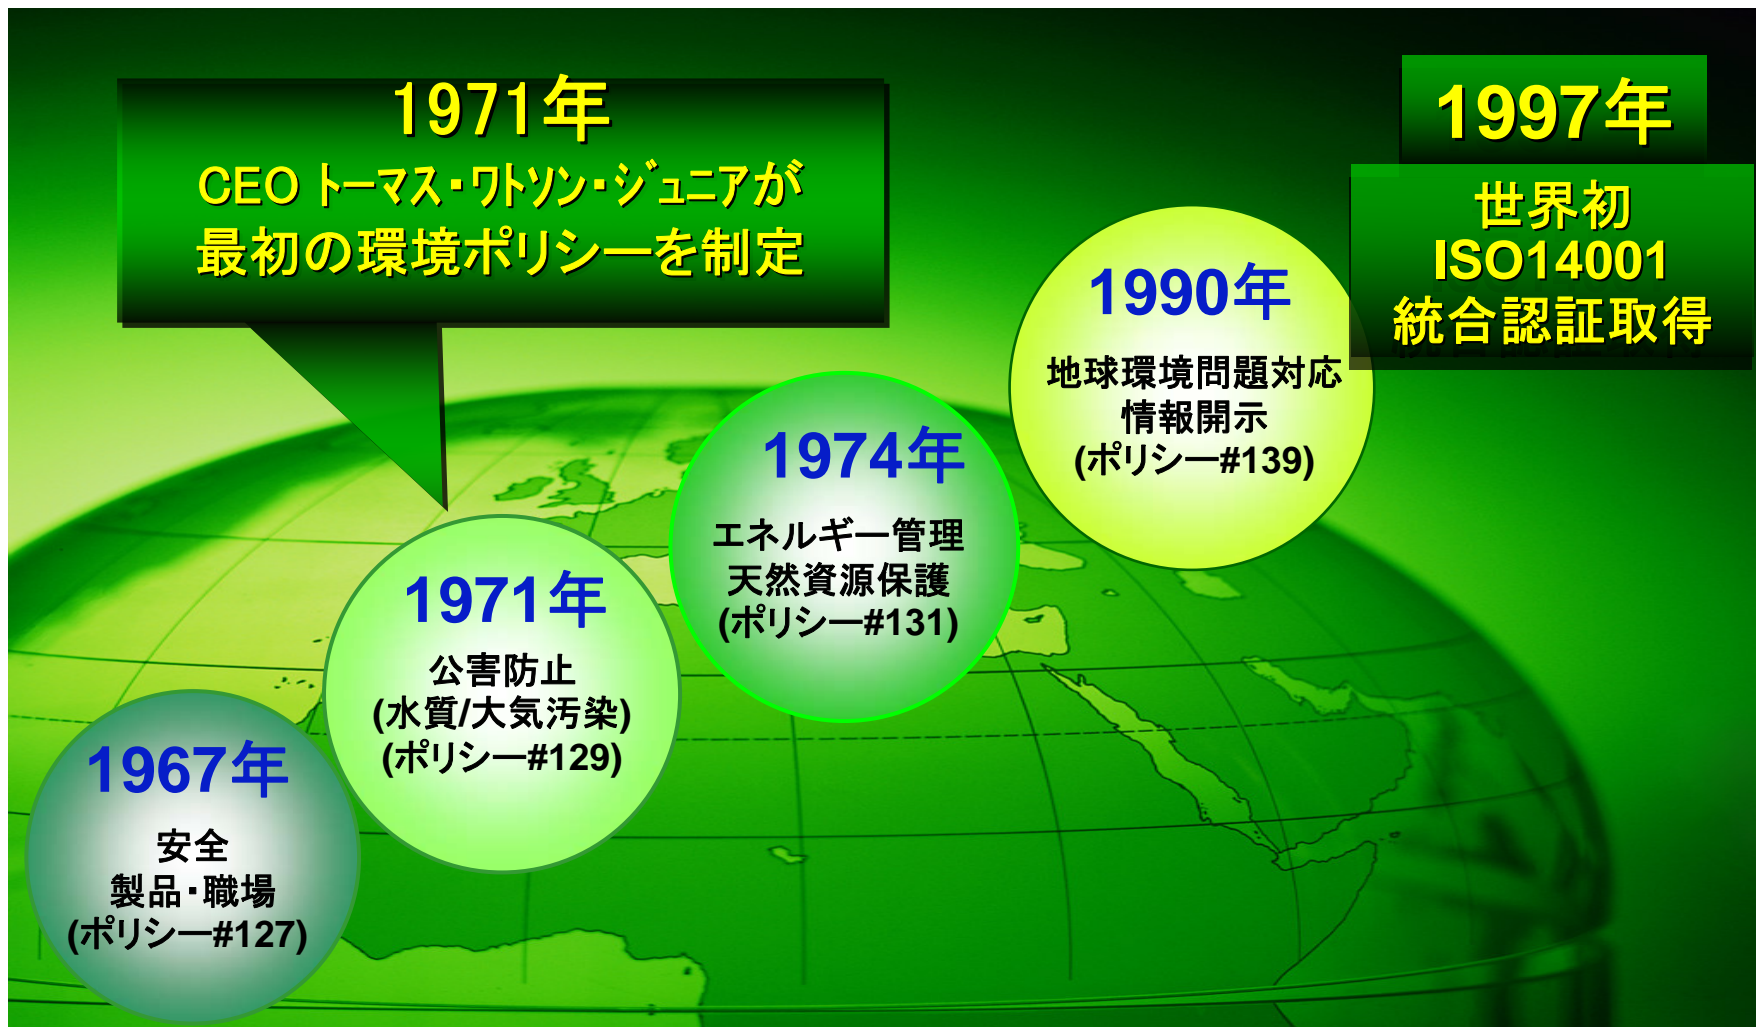 1971年
CEO ﾄｰﾏｽ・ﾜﾄｿﾝ・ｼﾞｭﾆｱが
最初の環境ポリシーを制定
1997年
世界初
ISO14001
統合認証取得
1990年
地球環境問題対応
情報開示
(ポリシー#139)
1974年
エネルギー管理
天然資源保護
(ポリシー#131)
1971年
公害防止
(水質/大気汚染)
(ポリシー#129)
1967年
安全
製品・職場
(ポリシー#127)